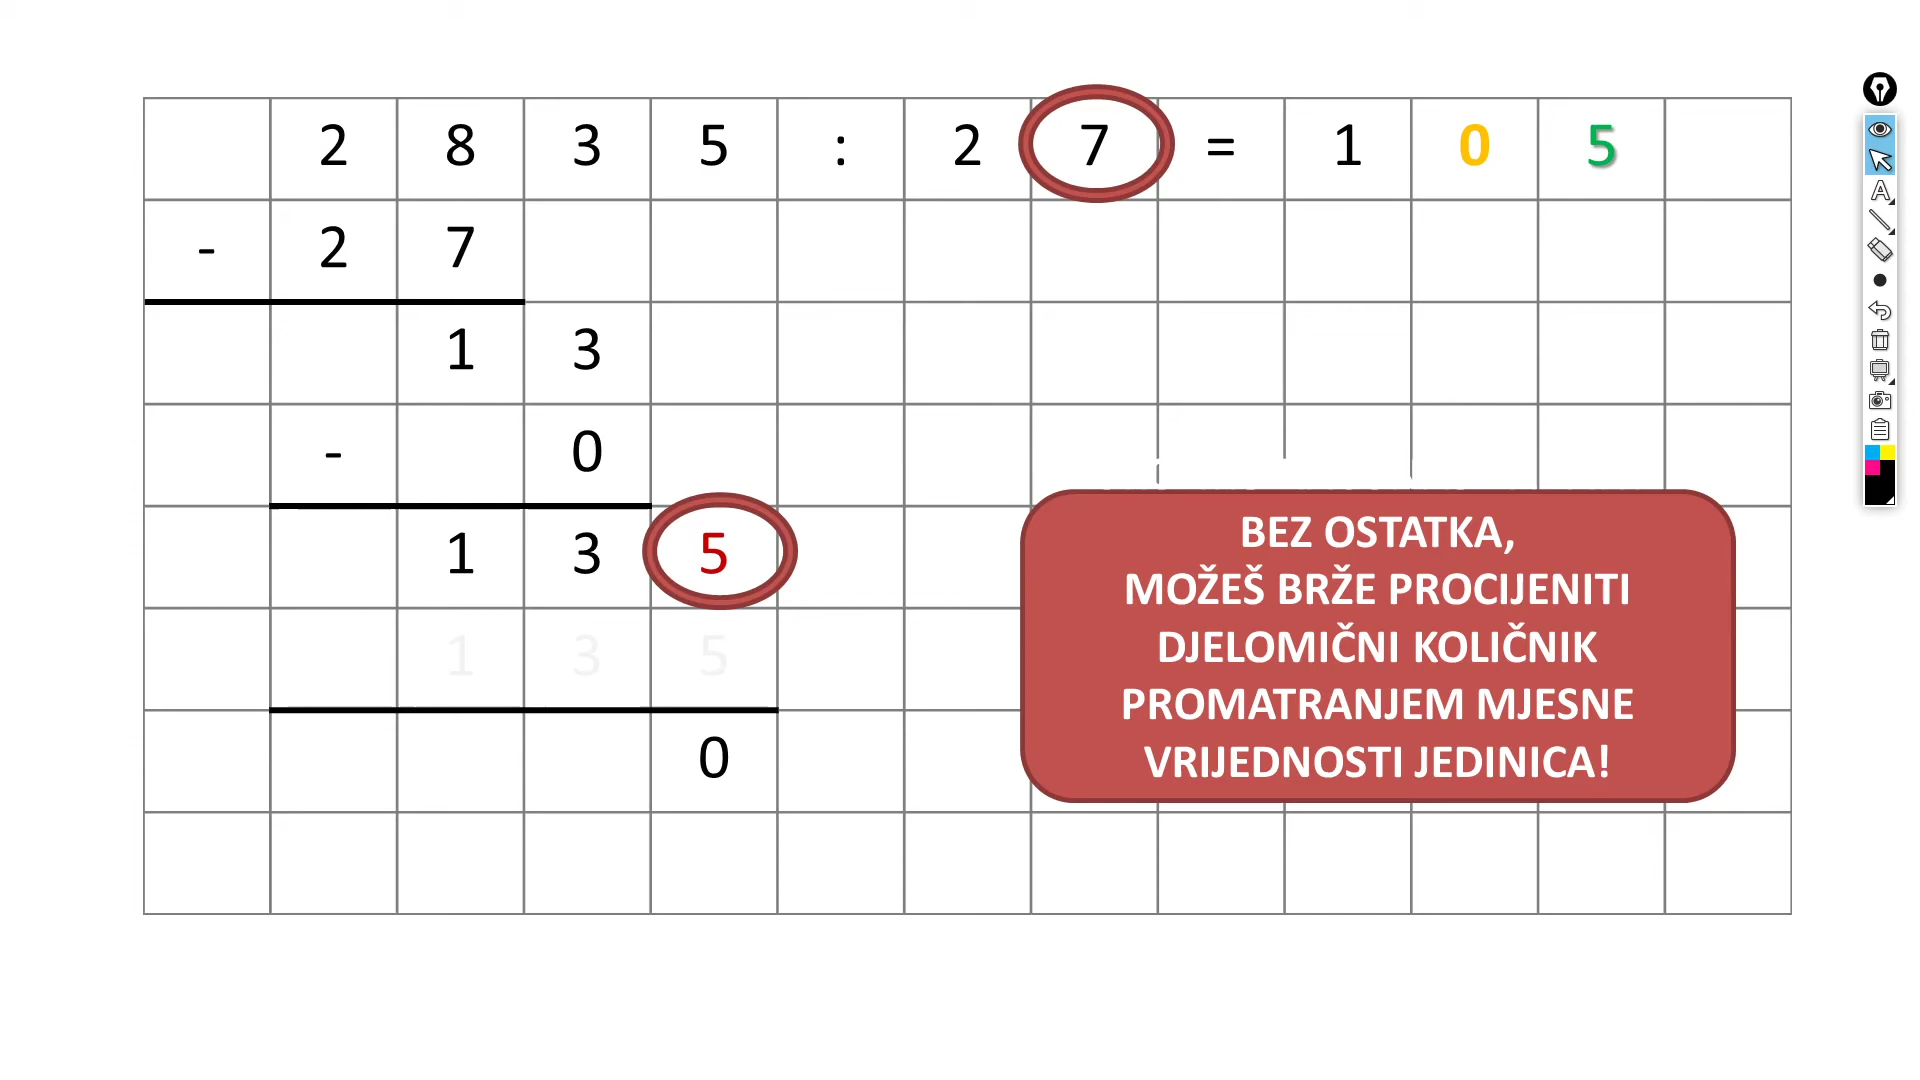 2 8 3 5 : 2 7 = 1 0 5
- 2 7
1 3
- 0
1 3 5
1 3 5
0
BEZ OSTATKA,
MOŽEŠ BRŽE PROCIJENITI
DJELOMIČNI KOLIČNIK
PROMATRANJEM MJESNE
VRIJEDNOSTI JEDINICA!